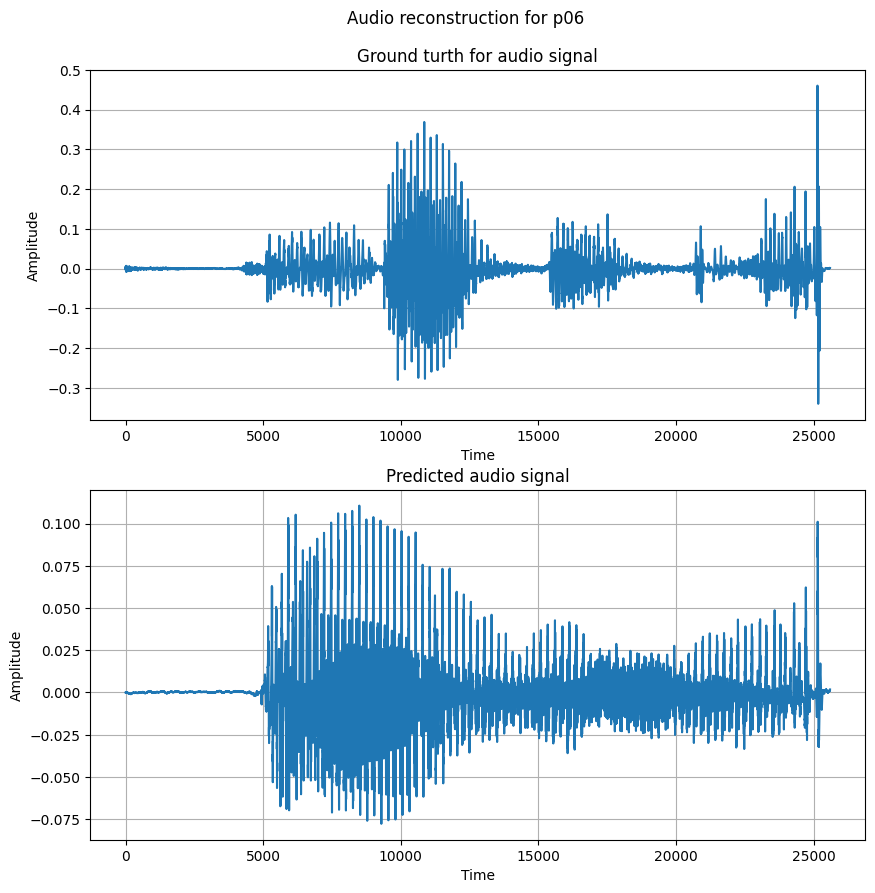 Audio reconstruction for p06
Ground turth for audio signal
0.5
0.4
0.3
0.2
0.1
0.0
−0.1
−0.2
−0.3
Amplitude
0 5000 10000 15000 20000 25000
Time
Predicted audio signal
0.100
0.075
0.050
0.025
0.000
−0.025
−0.050
−0.075
Amplitude
0 5000 10000 15000 20000 25000
Time